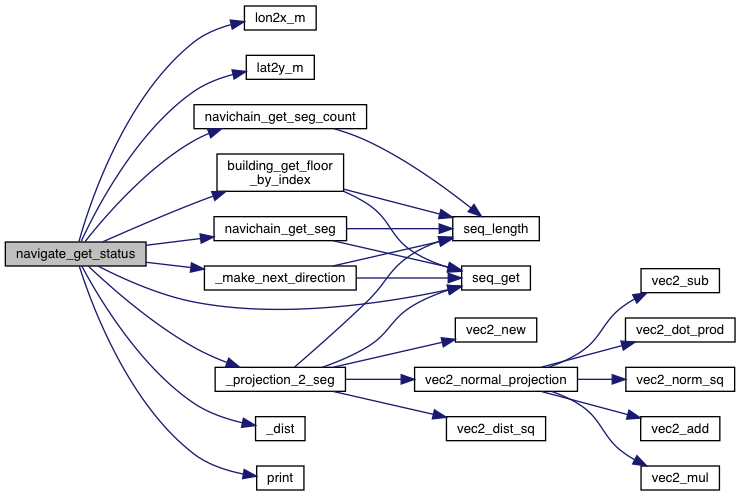 lon2x_m
lat2y_m
navichain_get_seg_count
building_get_floor
_by_index
navichain_get_seg
seq_length
navigate_get_status
_make_next_direction
seq_get
vec2_sub
vec2_new
vec2_dot_prod
_projection_2_seg
vec2_normal_projection
vec2_norm_sq
_dist
vec2_dist_sq
vec2_add
print
vec2_mul